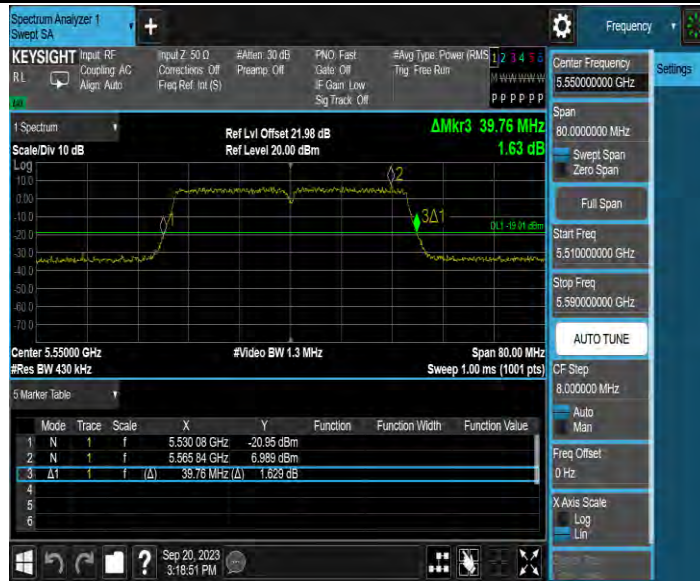 Spectrum Analyzer 1
Swept SA
Frequency
KEYSIGHT Input: RF Input Z: 50 Ω #Atten: 30 dB PNO: Fast #Avg Type: Power (RMS 1 2 3 4 5 6
RL Coupling: AC Corrections: Off Preamp: Off Gate: Off Trig: Free Run M W W W W W
Align: Auto Freq Ref: Int (S) IF Gain: Low
Sig Track: Off P P P P P P
1 Spectrum
Ref Lvl Offset 21.98 dB
ΔMkr3 39.76 MHz
Scale/Div 10 dB
Ref Level 20.00 dBm
1.63 dB
Log
10.0
0.00
-10.0
-20.0
-30.0
-40.0
-50.0
-60.0
-70.0
1
2
3Δ1
DL1 -19.01 dBm
Center 5.55000 GHz #Video BW 1.3 MHz Span 80.00 MHz
#Res BW 430 kHz Sweep 1.00 ms (1001 pts)
5 Marker Table
Mode Trace Scale X Y Function Function Width Function Value
1 N 1 f 5.530 08 GHz -20.95 dBm
2 N 1 f 5.565 84 GHz 6.989 dBm
3 Δ1 1 f (Δ) 39.76 MHz (Δ) 1.629 dB
4
5
6
Sep 20, 2023
3:18:51 PM
Center Frequency
5.550000000 GHz
Settings
Span
80.0000000 MHz
Swept Span
Zero Span
Full Span
Start Freq
5.510000000 GHz
Stop Freq
5.590000000 GHz
AUTO TUNE
CF Step
8.000000 MHz
Auto
Man
Freq Offset
0 Hz
X Axis Scale
Log
Lin